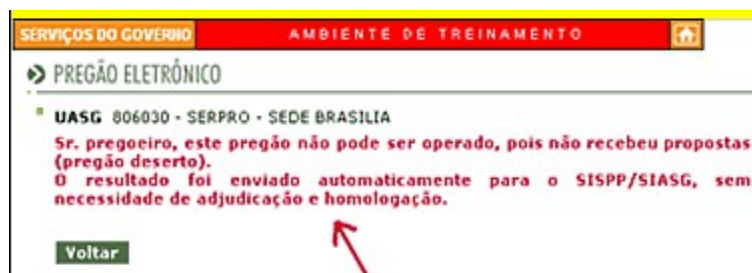 SERVIÇOS DO GOVERNO AMBIENTE DE TREINAMENTO
PREGÃO ELETRÔNICO
UASG 806030 - SERPRO - SEDE BRASILIA
Sr. pregoeiro, este pregão não pode ser operado, pois não recebeu propostas
(pregão deserto).
O resultado foi enviado automaticamente para o SISPP/SIASG, sem
necessidade de adjudicação e homologação.
Voltar